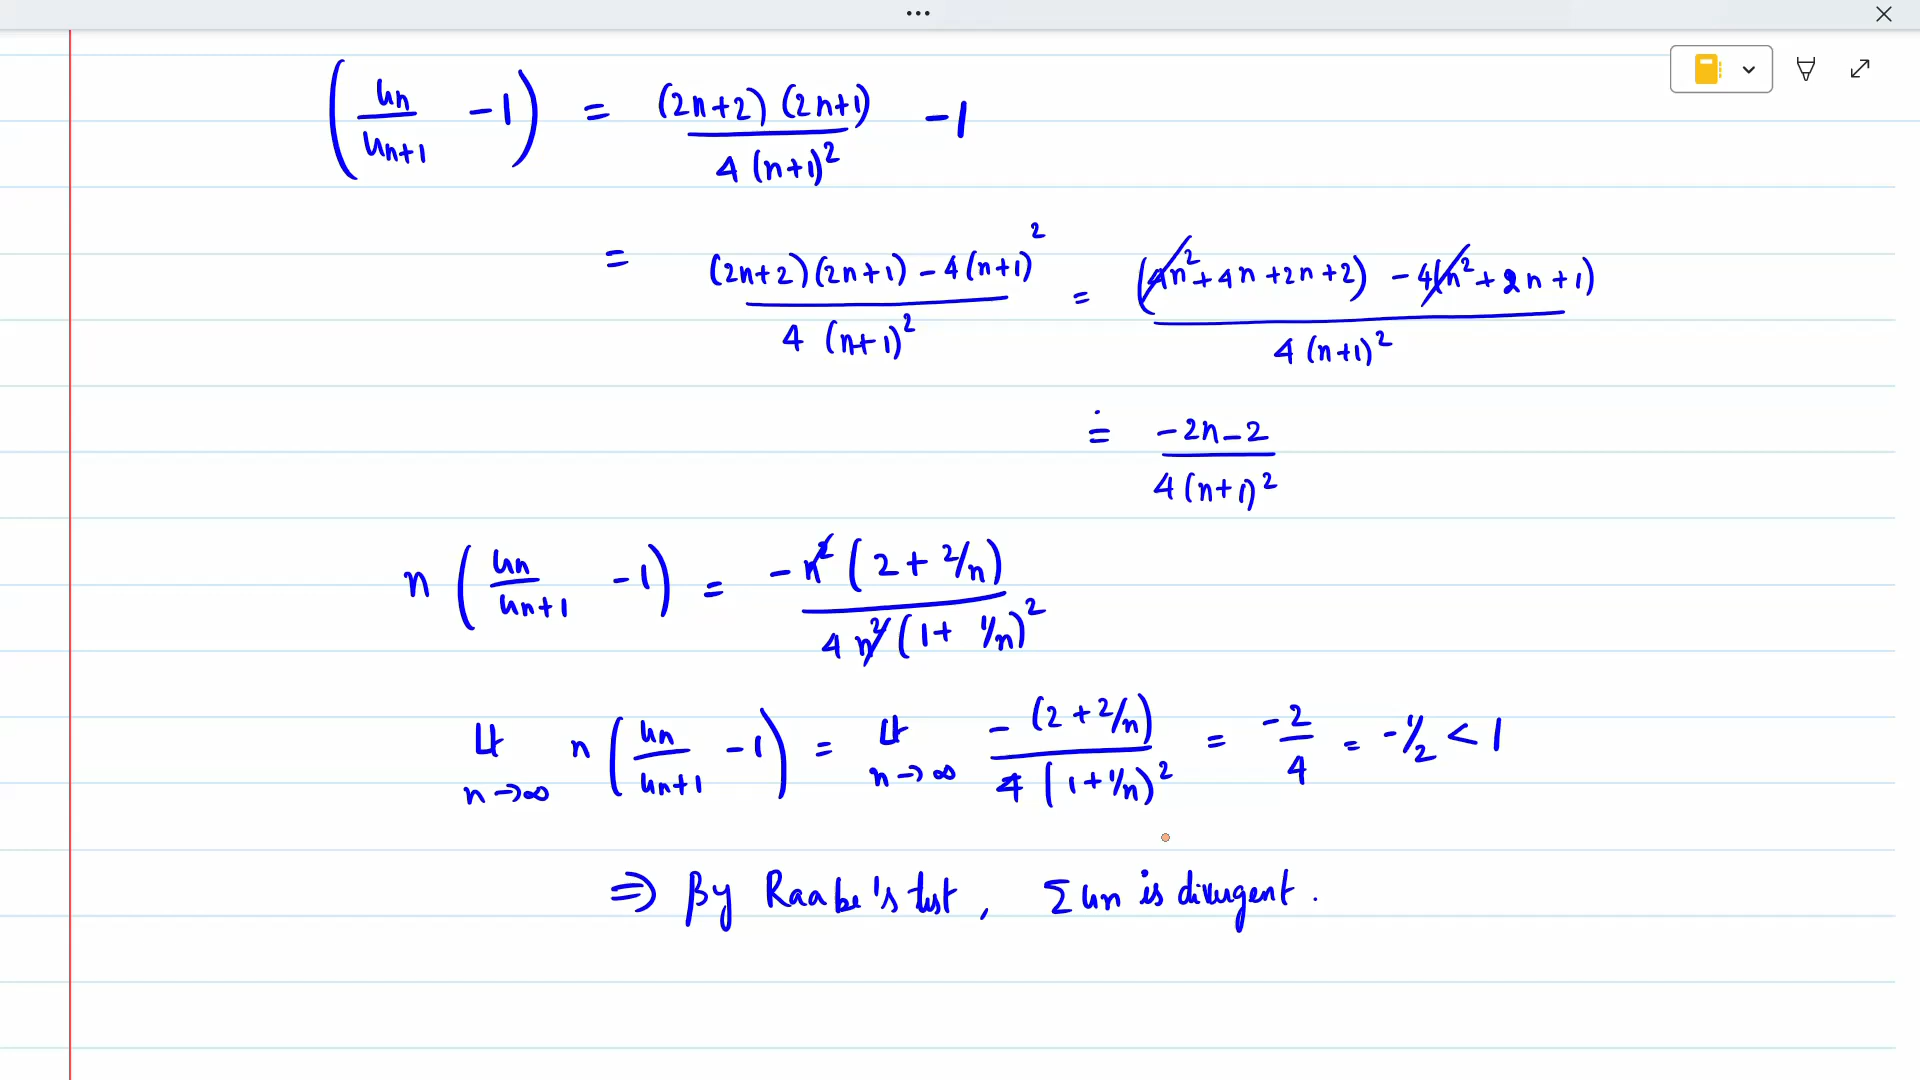 (un/un+1 - 1) = (2n+2)(2n+1)/4(n+1)² - 1
= (2n+2)(2n+1) - 4(n+1)²/4(n+1)² = (4n²+4n+2n+2) - 4(n²+2n+1)/4(n+1)²
= -2n-2/4(n+1)²
n(un/un+1 - 1) = -n²(2+2/n)/4n²(1+1/n)²
Lt n→∞ n(un/un+1 - 1) = Lt n→∞ -(2+2/n)/4(1+1/n)² = -2/4 = -1/2 < 1
⇒ By Raabe's test, Σun is divergent.